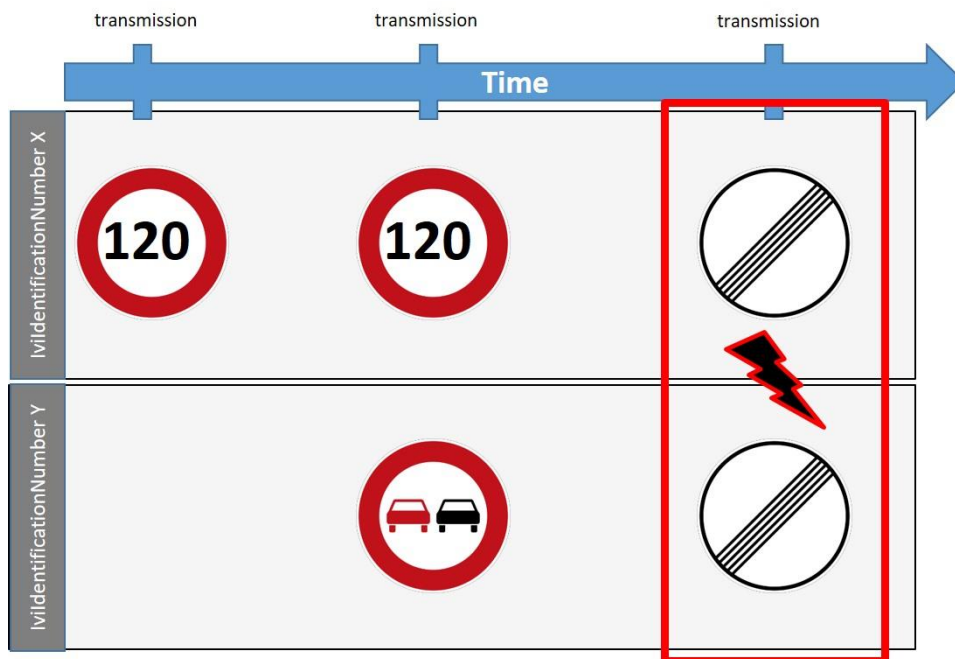 transmission transmission transmission
Time
IviIdentificationNumber X
120 120
IviIdentificationNumber Y